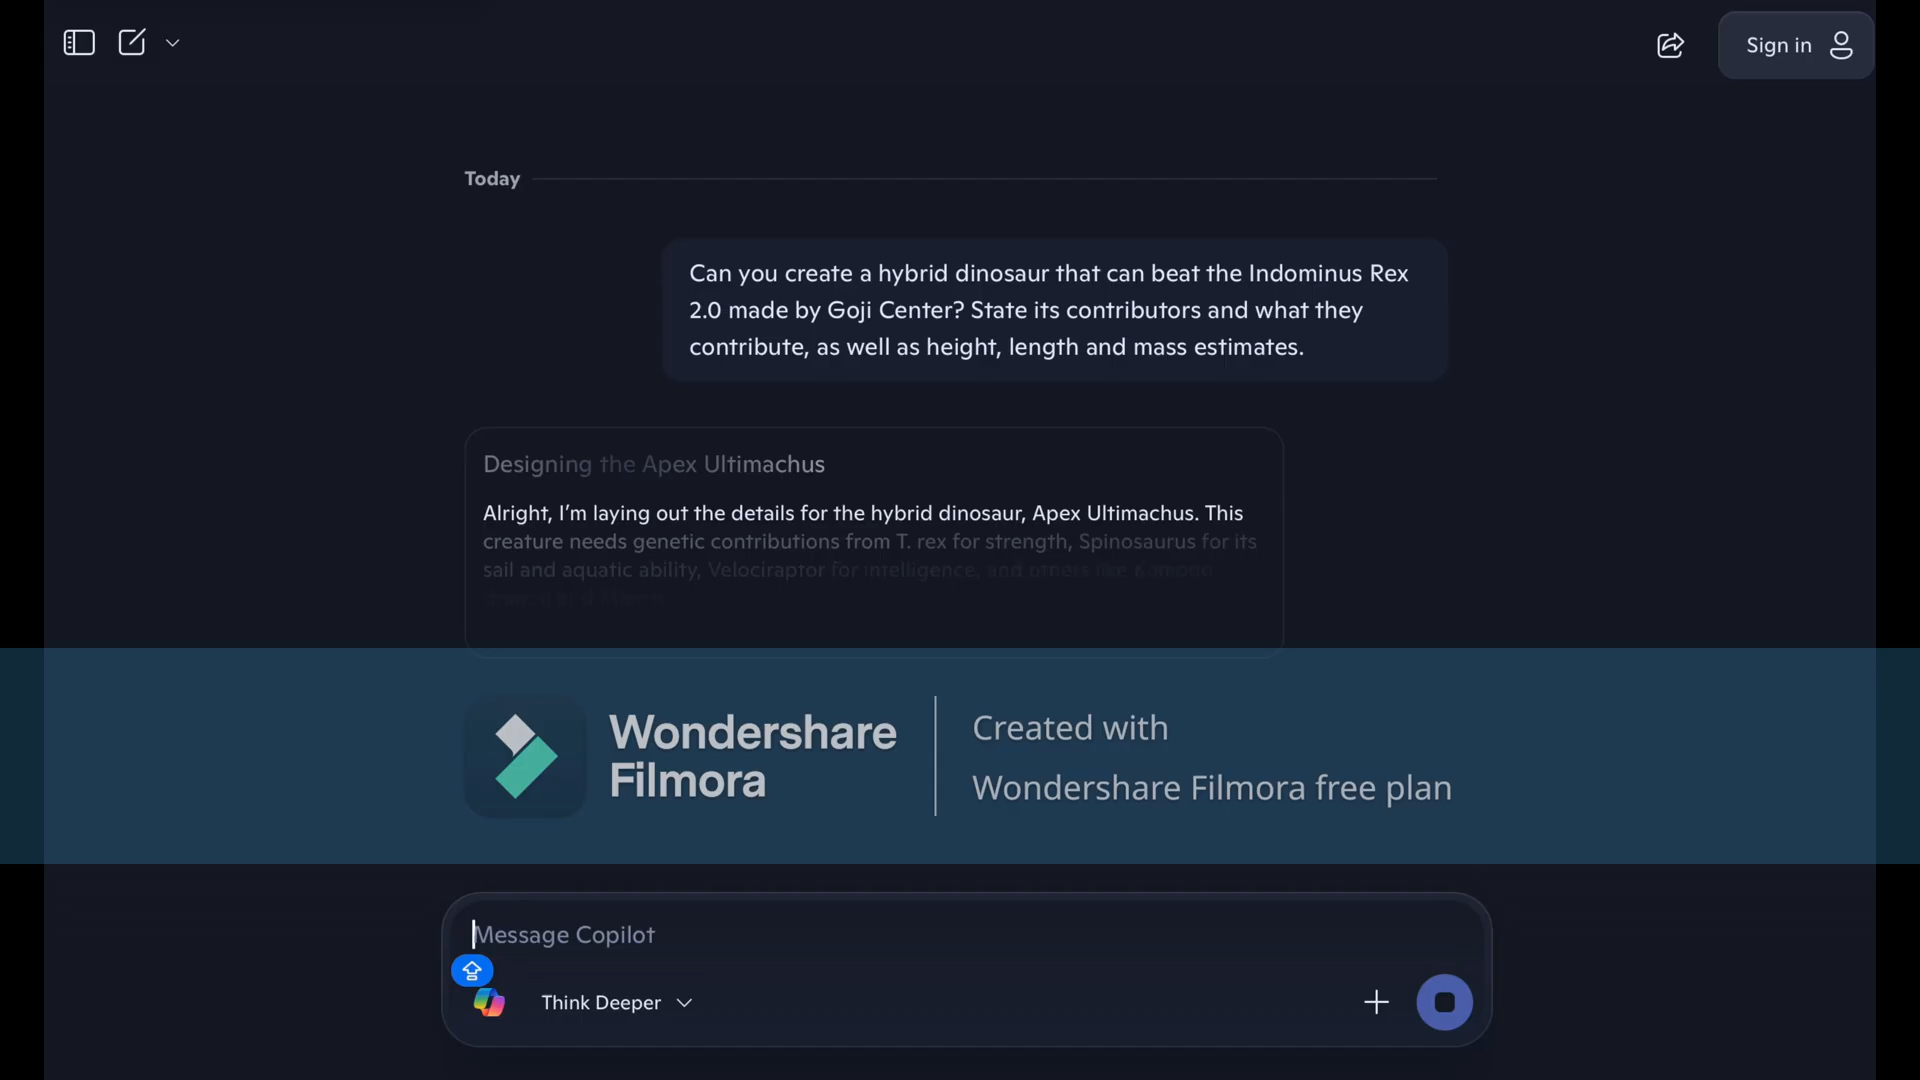 Sign in
Today
Can you create a hybrid dinosaur that can beat the Indominus Rex
2.0 made by Goji Center? State its contributors and what they
contribute, as well as height, length and mass estimates.
Designing the Apex Ultimachus
Alright, I'm laying out the details for the hybrid dinosaur, Apex Ultimachus. This
creature needs genetic contributions from T. rex for strength, Spinosaurus for its
sail and aquatic ability, Velociraptor for intelligence, and others like Komodo
Wondershare
Filmora
Created with
Wondershare Filmora free plan
Message Copilot
Think Deeper